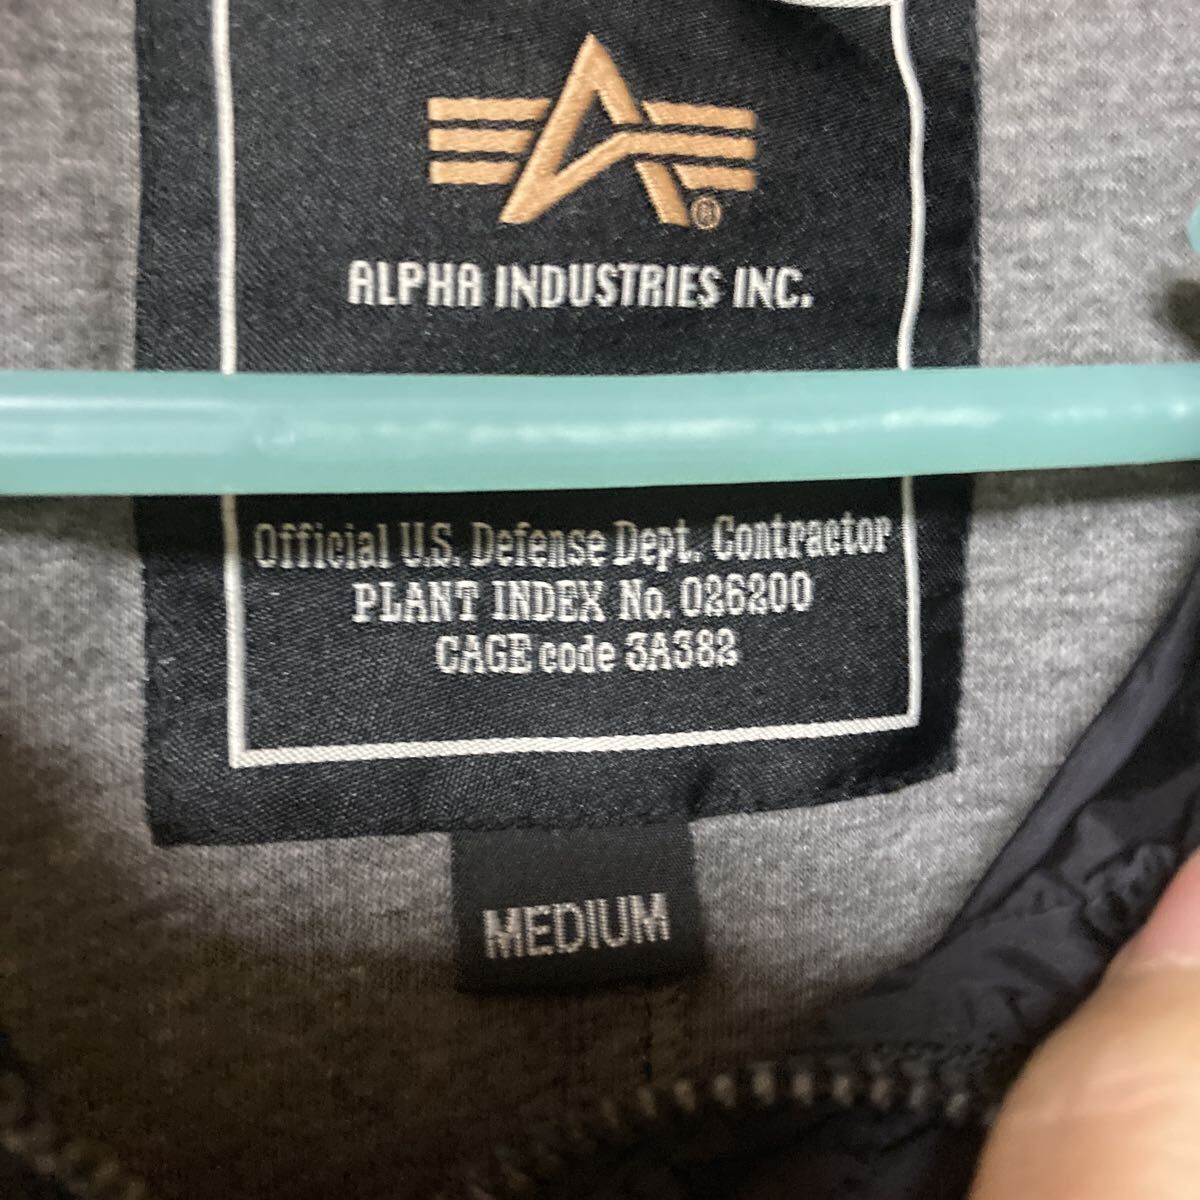 ®
ALPHA INDUSTRIES INC.
Official U.S. Defense Dept. Contractor
PLANT INDEX No. 026200
CAGE code 3A382
MEDIUM